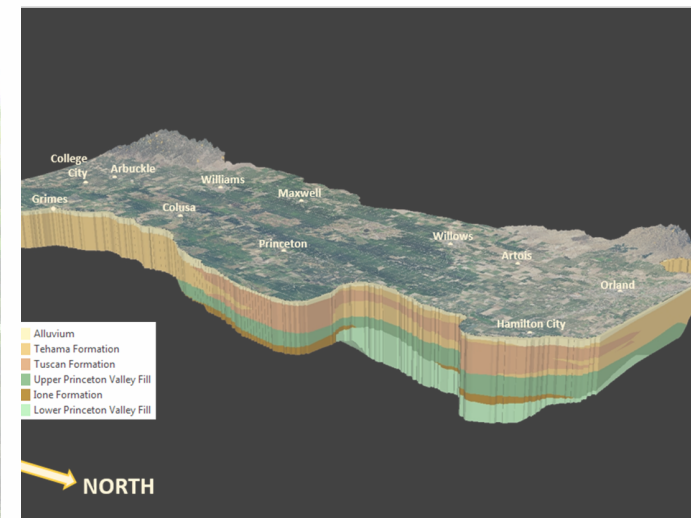 College
City
Arbuckle
Williams
Maxwell
Grimes
Colusa
Princeton
Willows
Artois
Orland
Hamilton City
Alluvium
Tehama Formation
Tuscan Formation
Upper Princeton Valley Fill
Ione Formation
Lower Princeton Valley Fill
NORTH